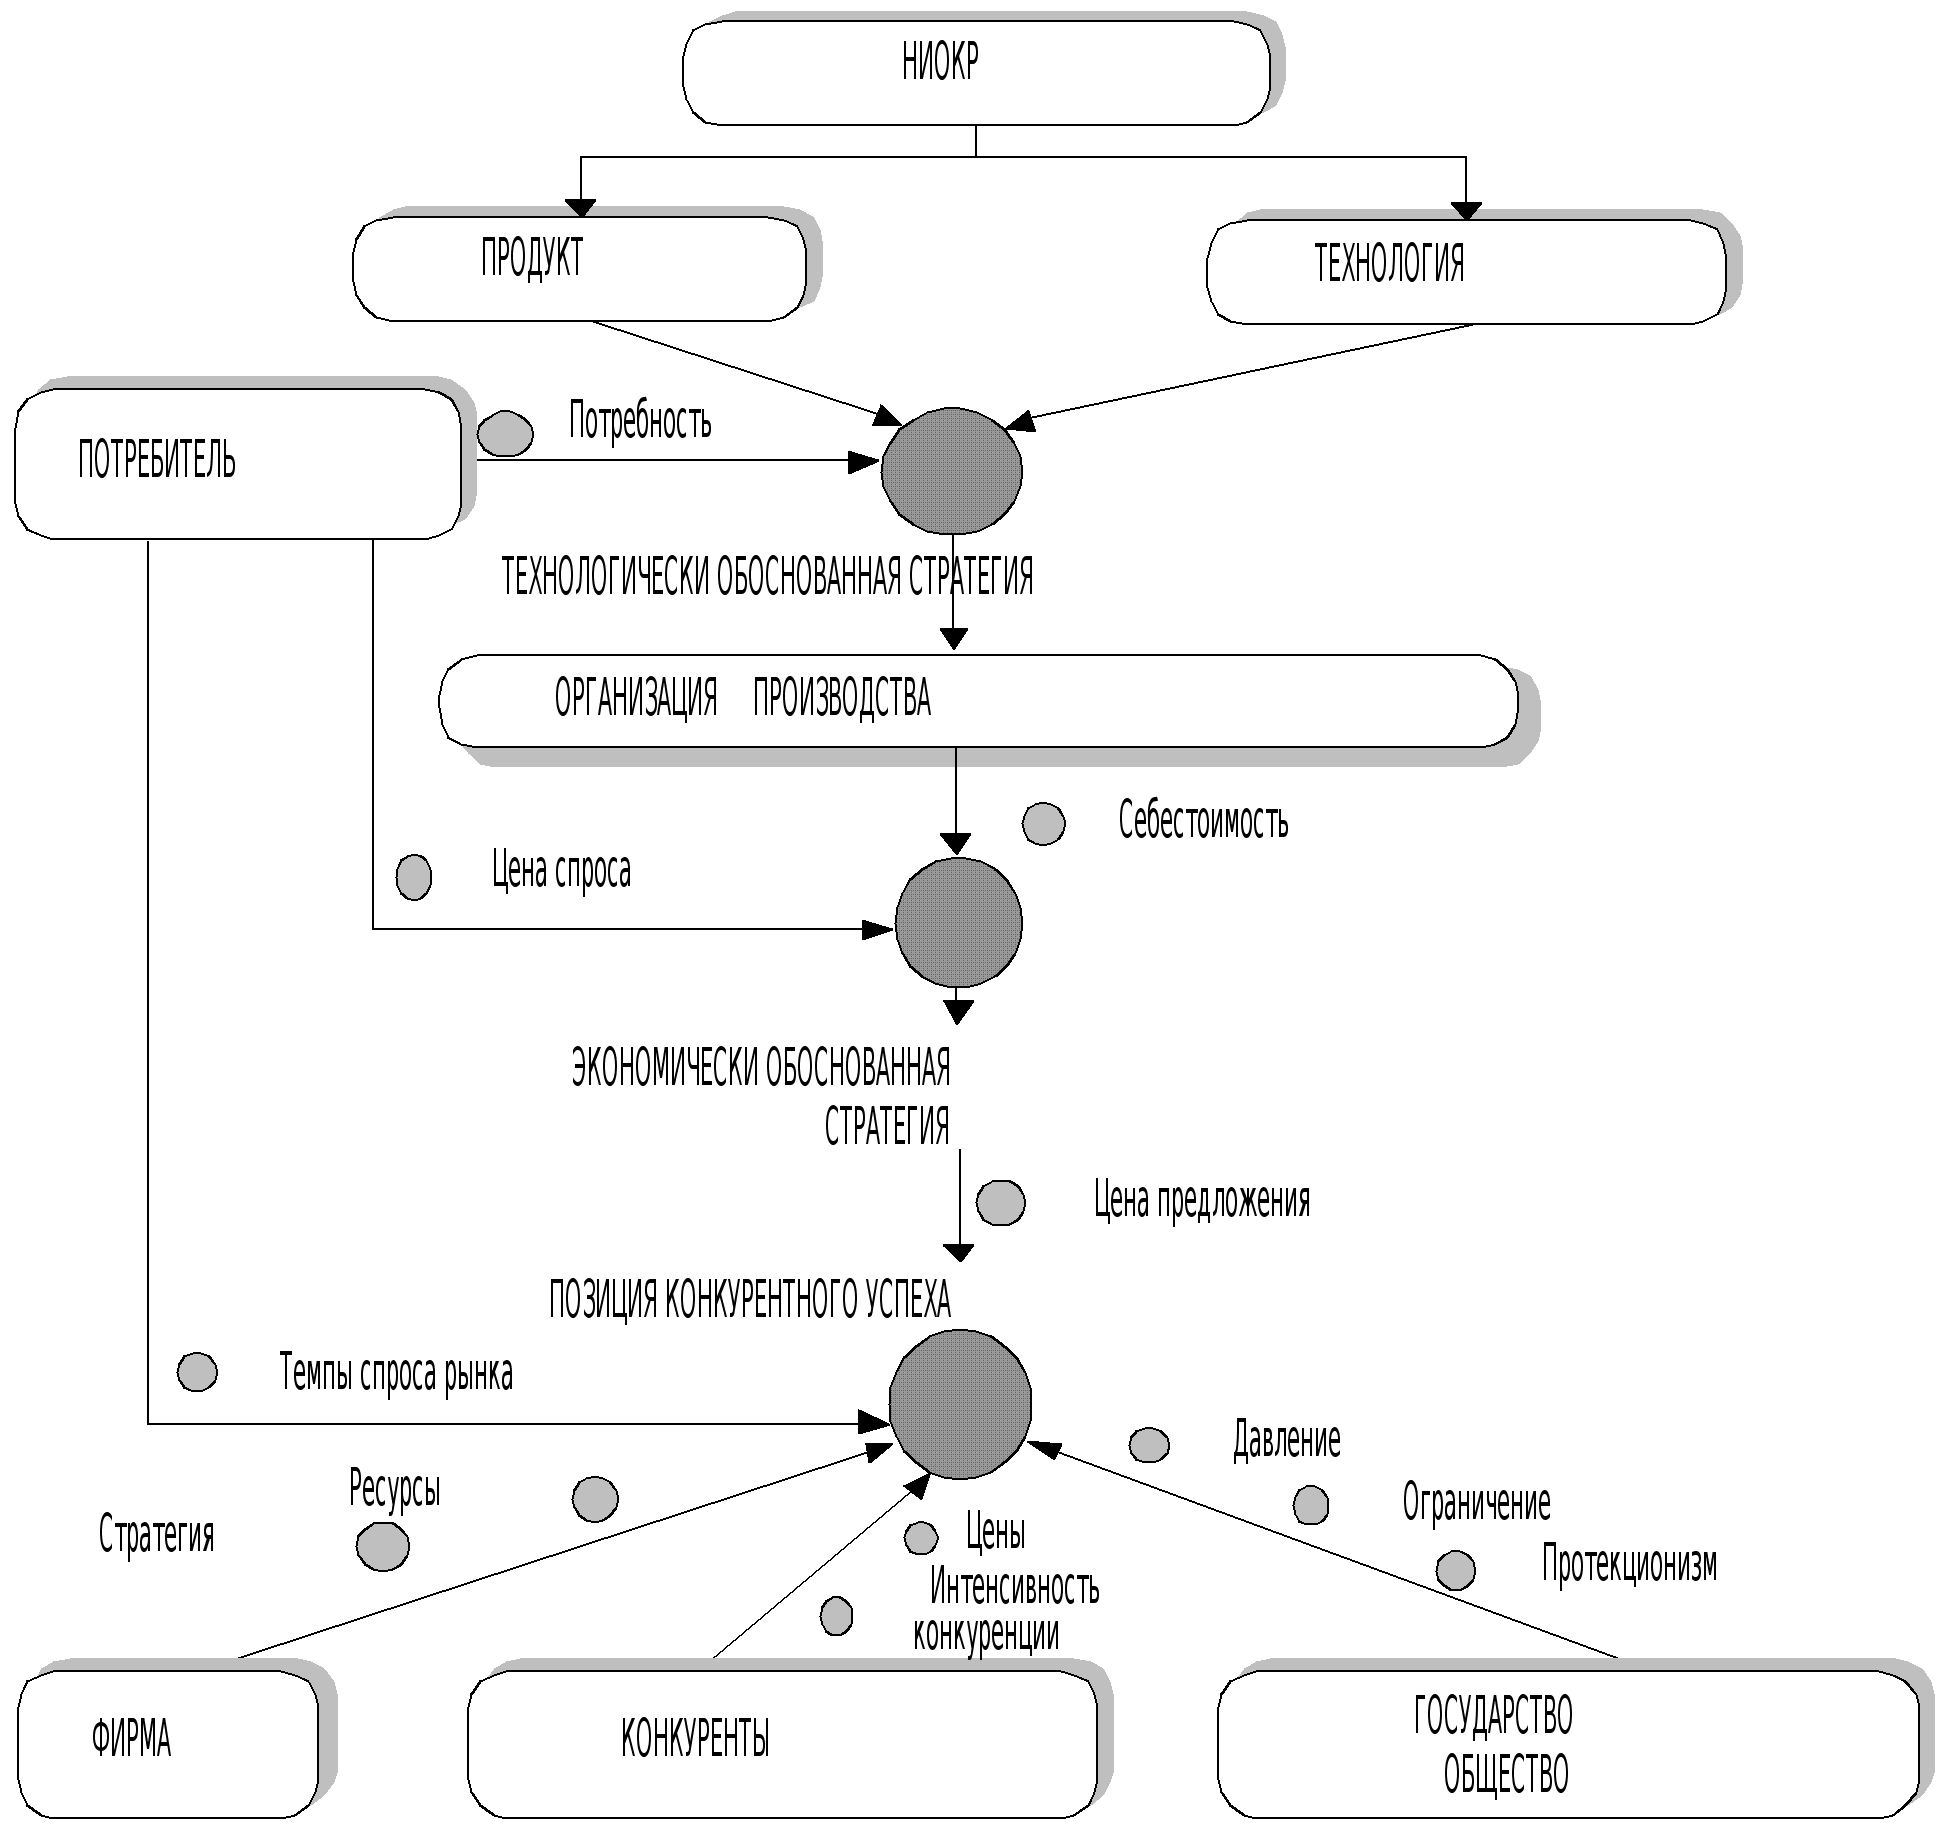 НИОКР
ПРОДУКТ
ТЕХНОЛОГИЯ
Потребность
ПОТРЕБИТЕЛЬ
ТЕХНОЛОГИЧЕСКИ ОБОСНОВАННАЯ СТРАТЕГИЯ
ОРГАНИЗАЦИЯ ПРОИЗВОДСТВА
Себестоимость
Цена спроса
ЭКОНОМИЧЕСКИ ОБОСНОВАННАЯ
СТРАТЕГИЯ
Цена предложения
ПОЗИЦИЯ КОНКУРЕНТНОГО УСПЕХА
Темпы спроса рынка
Давление
Ресурсы
Ограничение
Стратегия
Цены
Протекционизм
Интенсивность
конкуренции
ФИРМА
КОНКУРЕНТЫ
ГОСУДАРСТВО
ОБЩЕСТВО